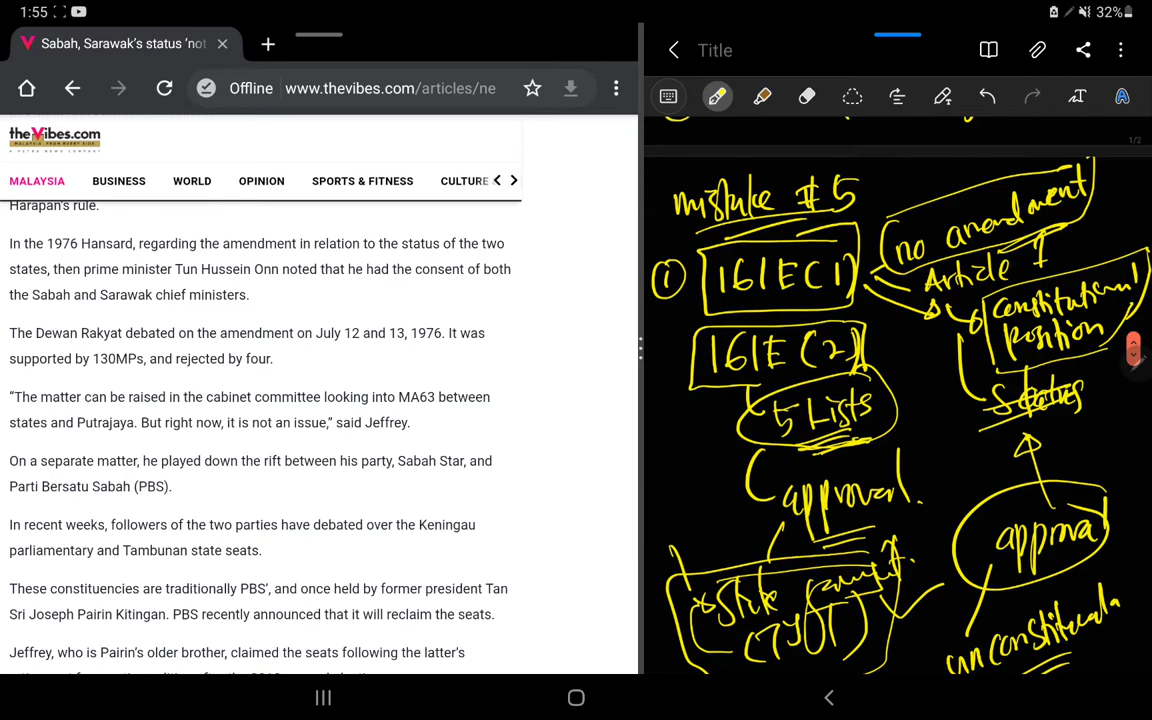 1:55
32%
Sabah, Sarawak's status 'not
Offline www.thevibes.com/articles/ne
theVibes.com
MALAYSIA BUSINESS WORLD OPINION SPORTS & FITNESS CULTURE
Harapan's rule.
In the 1976 Hansard, regarding the amendment in relation to the status of the two
states, then prime minister Tun Hussein Onn noted that he had the consent of both
the Sabah and Sarawak chief ministers.
The Dewan Rakyat debated on the amendment on July 12 and 13, 1976. It was
supported by 130MPs, and rejected by four.
“The matter can be raised in the cabinet committee looking into MA63 between
states and Putrajaya. But right now, it is not an issue,” said Jeffrey.
On a separate matter, he played down the rift between his party, Sabah Star, and
Parti Bersatu Sabah (PBS).
In recent weeks, followers of the two parties have debated over the Keningau
parliamentary and Tambunan state seats.
These constituencies are traditionally PBS’, and once held by former president Tan
Sri Joseph Pairin Kitingan. PBS recently announced that it will reclaim the seats.
Jeffrey, who is Pairin’s older brother, claimed the seats following the latter’s
Title
1/2
mistake #5
no amendment
① 161E(1)
Article 1
Constitutional
position
161E(2)
Status
5 Lists
approval.
approval
State
(TYOT)